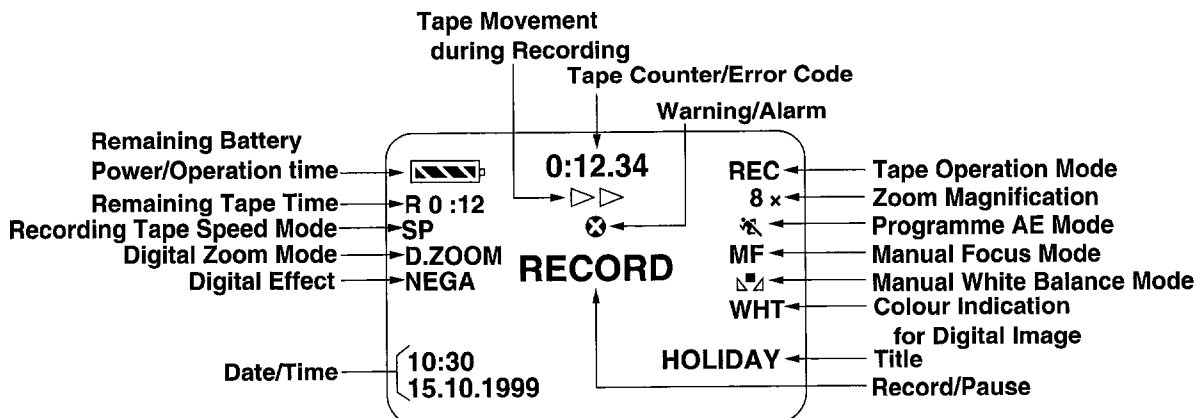 Tape Movement
during Recording
Tape Counter/Error Code
Warning/Alarm
Remaining Battery
Power/Operation time
0:12.34
REC
Tape Operation Mode
Remaining Tape Time
R 0 :12
8 ×
Zoom Magnification
Recording Tape Speed Mode
SP
Programme AE Mode
Digital Zoom Mode
D.ZOOM
RECORD
MF
Manual Focus Mode
Digital Effect
NEGA
Manual White Balance Mode
WHT
Colour Indication
for Digital Image
Date/Time
10:30
15.10.1999
HOLIDAY
Title
Record/Pause